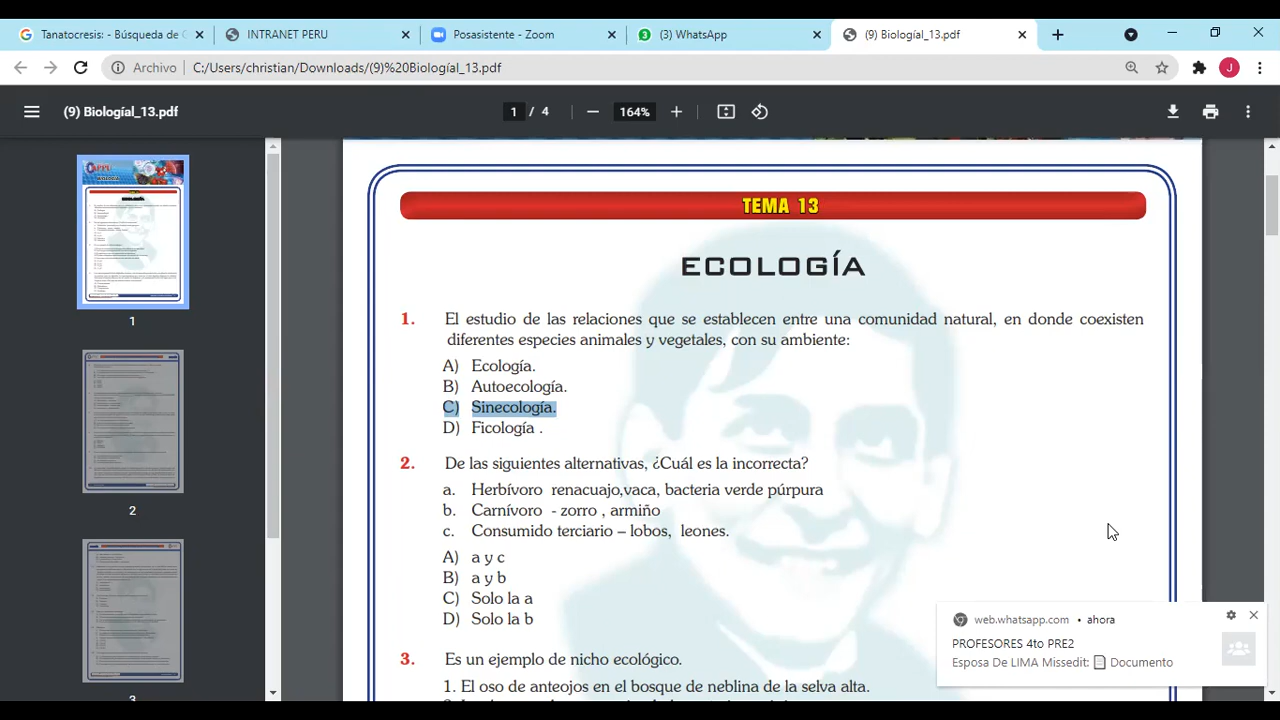 Tanatocresis: - Búsqueda de G
INTRANET PERU
Posasistente - Zoom
(3) WhatsApp
(9) Biologíal_13.pdf
Archivo
C:/Users/christian/Downloads/(9)%20Biologíal_13.pdf
J
(9) Biologíal_13.pdf
1 / 4
164%
1
2
3
TEMA 13
ECOLOGÍA
1. El estudio de las relaciones que se establecen entre una comunidad natural, en donde coexisten
diferentes especies animales y vegetales, con su ambiente:
A) Ecología.
B) Autoecología.
C) Sinecología.
D) Ficología .
2. De las siguientes alternativas, ¿Cuál es la incorrecta?
a. Herbívoro renacuajo,vaca, bacteria verde púrpura
b. Carnívoro - zorro , armiño
c. Consumido terciario – lobos, leones.
A) a y c
B) a y b
C) Solo la a
D) Solo la b
3. Es un ejemplo de nicho ecológico.
1. El oso de anteojos en el bosque de neblina de la selva alta.
web.whatsapp.com • ahora
PROFESORES 4to PRE2
Esposa De LIMA Missedit: Documento